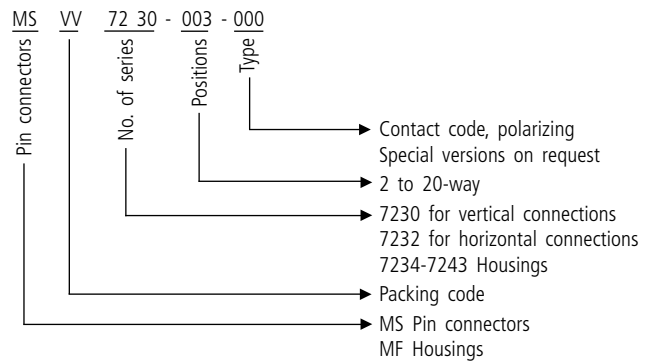 MS VV 72 30 - 003 - 000
Pin connectors
No. of series
Positions
Type
Contact code, polarizing
Special versions on request
2 to 20-way
7230 for vertical connections
7232 for horizontal connections
7234-7243 Housings
Packing code
MS Pin connectors
MF Housings